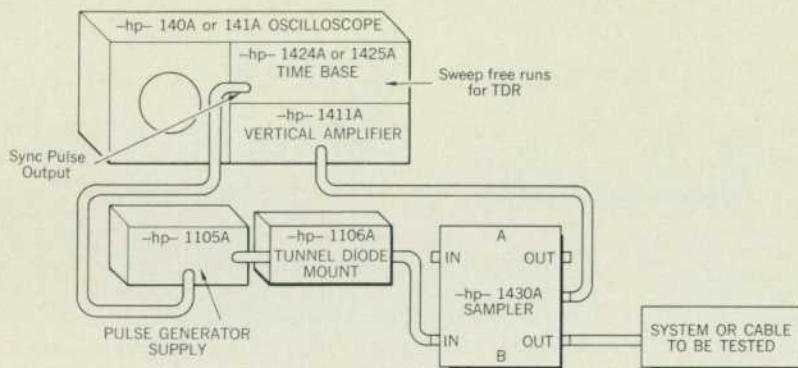 -hp- 140A or 141A OSCILLOSCOPE
-hp- 1424A or 1425A
TIME BASE
Sweep free runs
for TDR
-hp- 1411A
VERTICAL AMPLIFIER
Sync Pulse
Output
-hp- 1105A
-hp- 1106A
TUNNEL DIODE
MOUNT
A
IN
OUT
-hp- 1430A
SAMPLER
IN
OUT
B
SYSTEM OR CABLE
TO BE TESTED
PULSE GENERATOR
SUPPLY